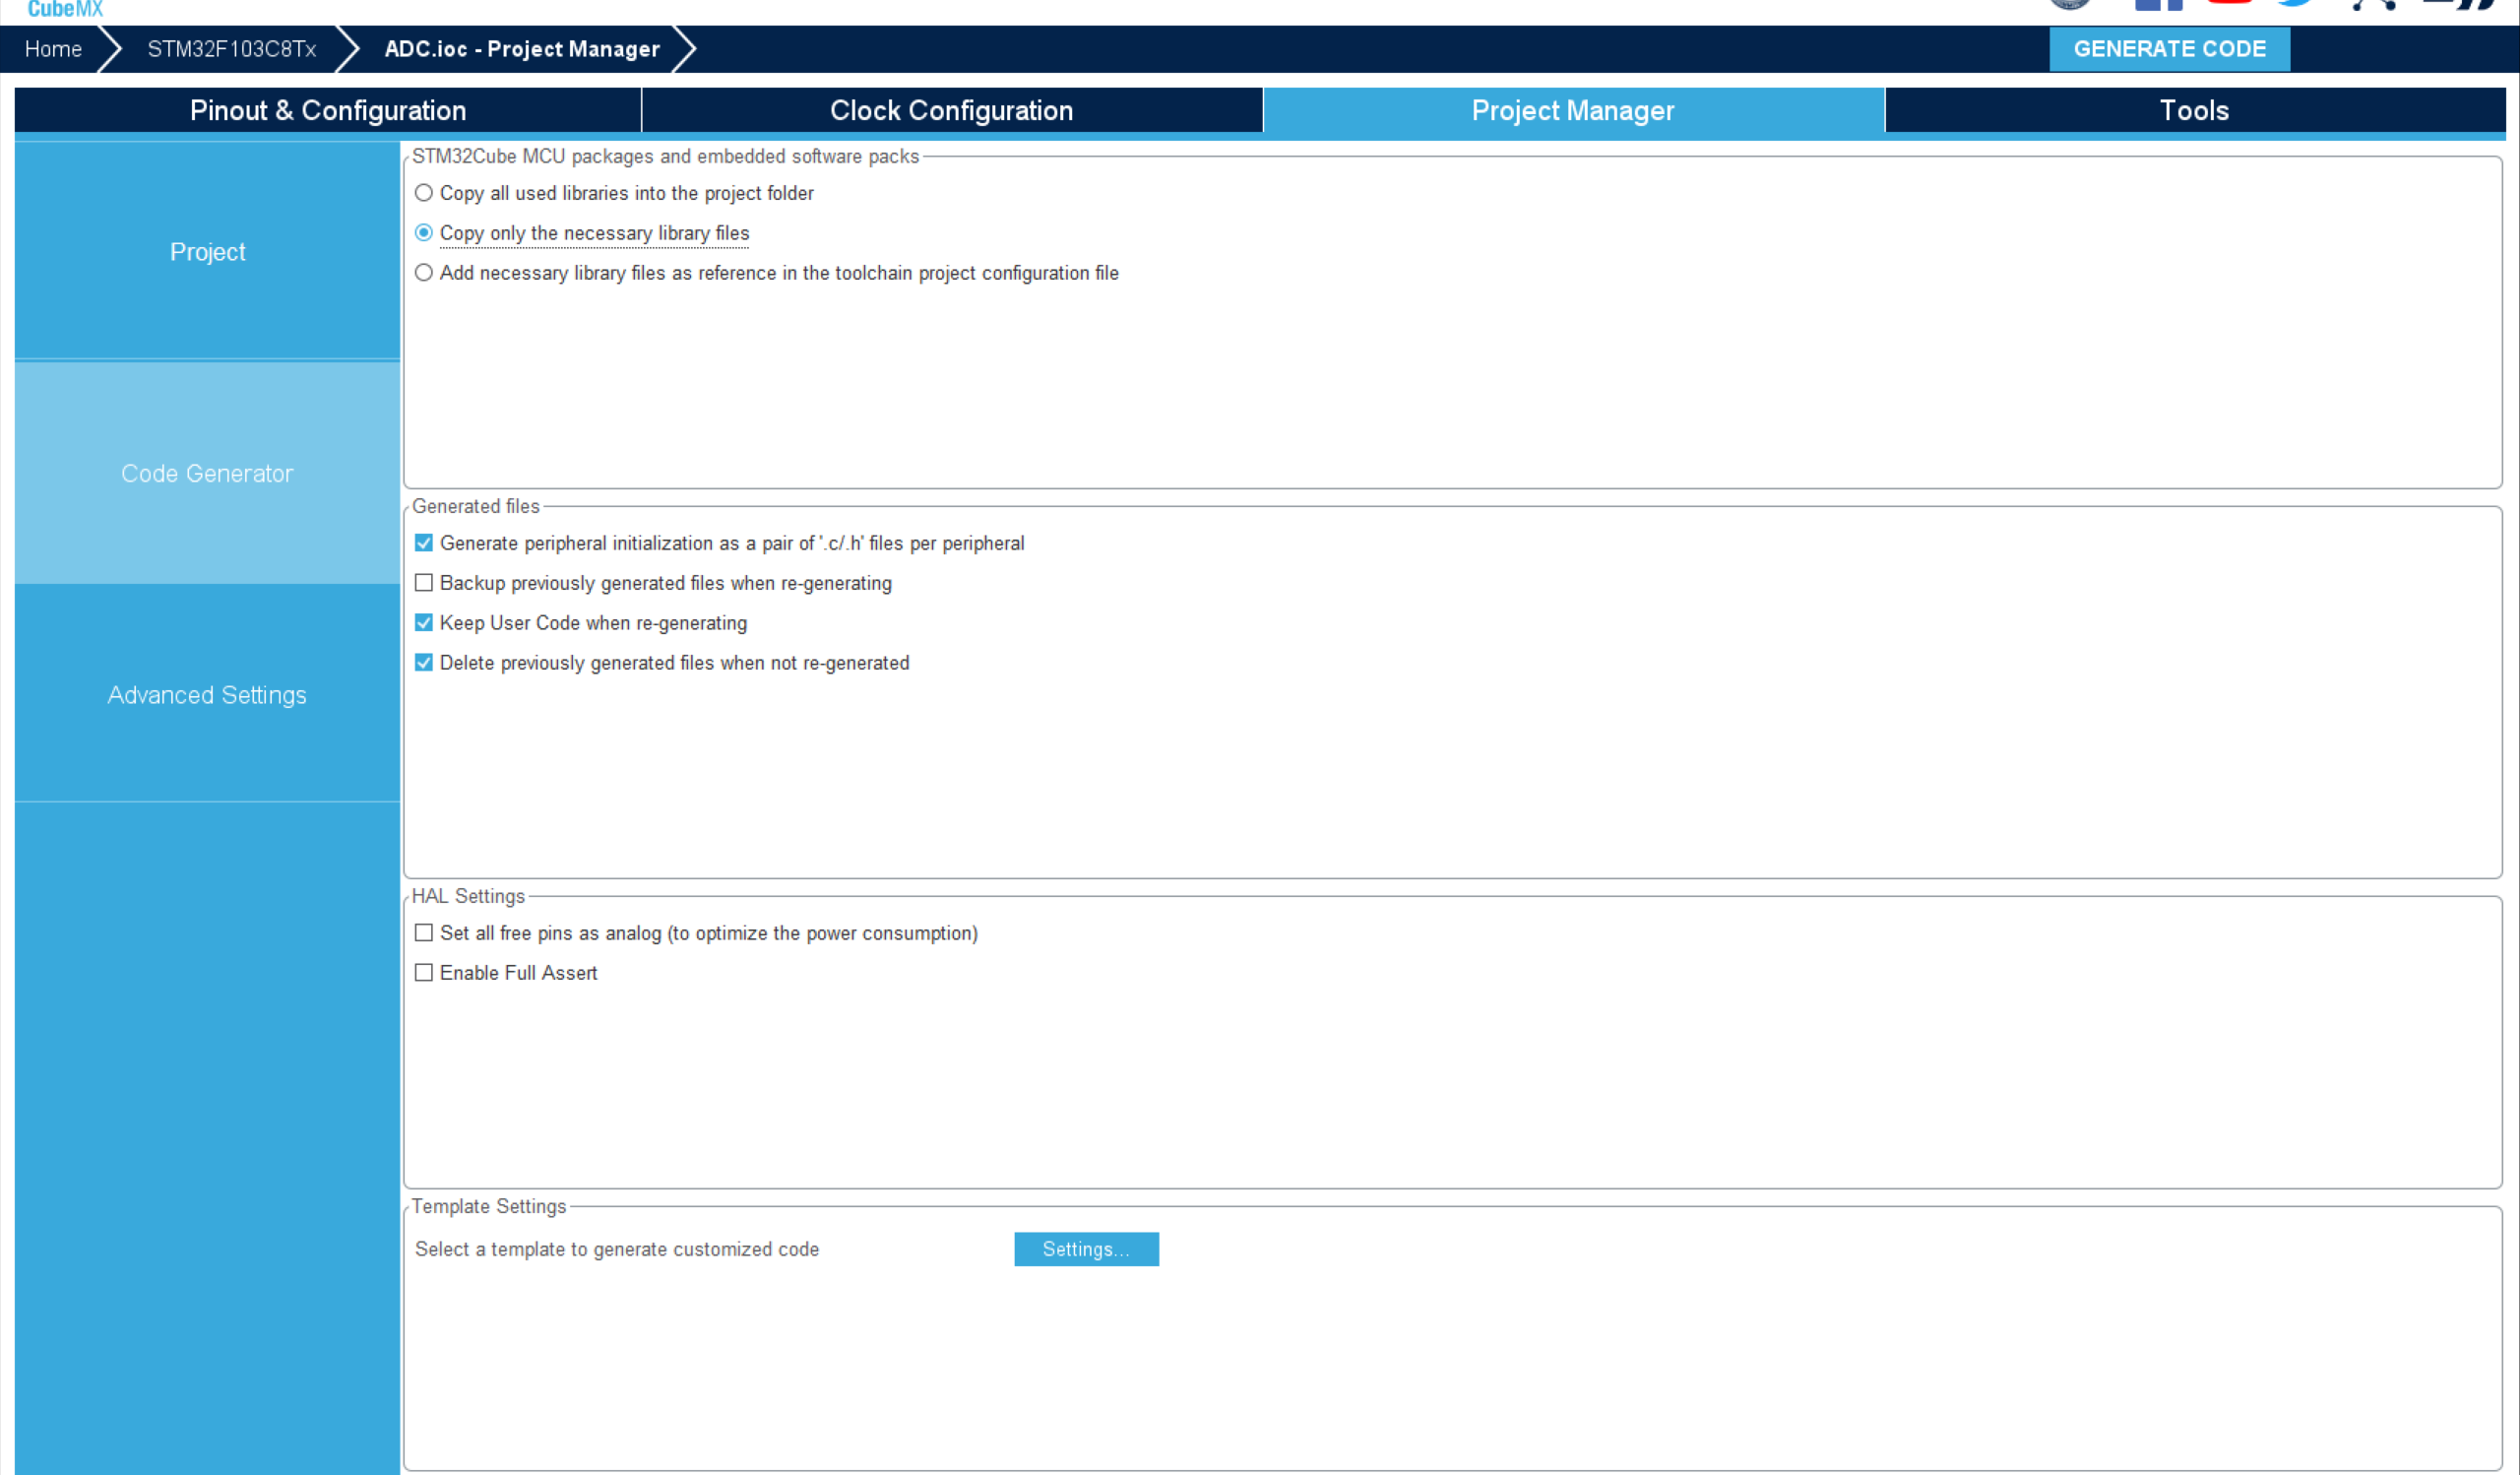 CubeMX
Home
STM32F103C8Tx
ADC.ioc - Project Manager
GENERATE CODE
Pinout & Configuration
Clock Configuration
Project Manager
Tools
Project
Code Generator
Advanced Settings
STM32Cube MCU packages and embedded software packs
Copy all used libraries into the project folder
Copy only the necessary library files
Add necessary library files as reference in the toolchain project configuration file
Generated files
Generate peripheral initialization as a pair of '.c/.h' files per peripheral
Backup previously generated files when re-generating
Keep User Code when re-generating
Delete previously generated files when not re-generated
HAL Settings
Set all free pins as analog (to optimize the power consumption)
Enable Full Assert
Template Settings
Select a template to generate customized code
Settings...